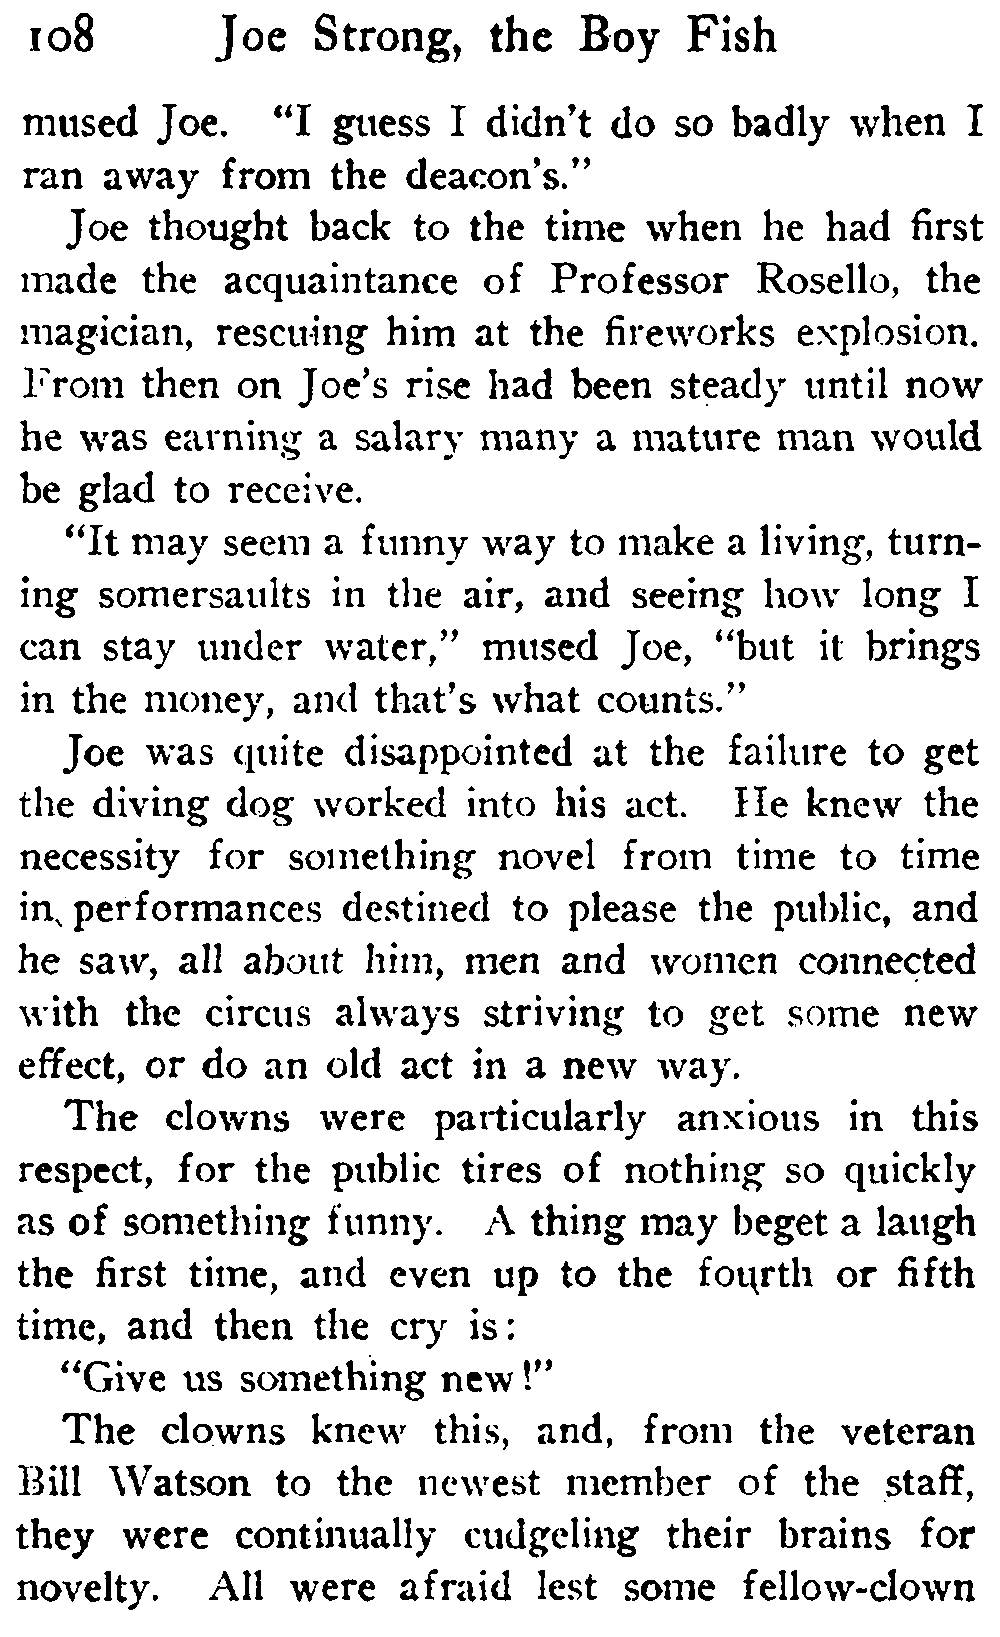 108 Joe Strong, the Boy Fish
mused Joe. "I guess I didn't do so badly when I
ran away from the deacon's."
Joe thought back to the time when he had first
made the acquaintance of Professor Rosello, the
magician, rescuing him at the fireworks explosion.
From then on Joe's rise had been steady until now
he was earning a salary many a mature man would
be glad to receive.
"It may seem a funny way to make a living, turn-
ing somersaults in the air, and seeing how long I
can stay under water," mused Joe, "but it brings
in the money, and that's what counts."
Joe was quite disappointed at the failure to get
the diving dog worked into his act. He knew the
necessity for something novel from time to time
in performances destined to please the public, and
he saw, all about him, men and women connected
with the circus always striving to get some new
effect, or do an old act in a new way.
The clowns were particularly anxious in this
respect, for the public tires of nothing so quickly
as of something funny. A thing may beget a laugh
the first time, and even up to the fourth or fifth
time, and then the cry is:
"Give us something new!"
The clowns knew this, and, from the veteran
Bill Watson to the newest member of the staff,
they were continually cudgeling their brains for
novelty. All were afraid lest some fellow-clown